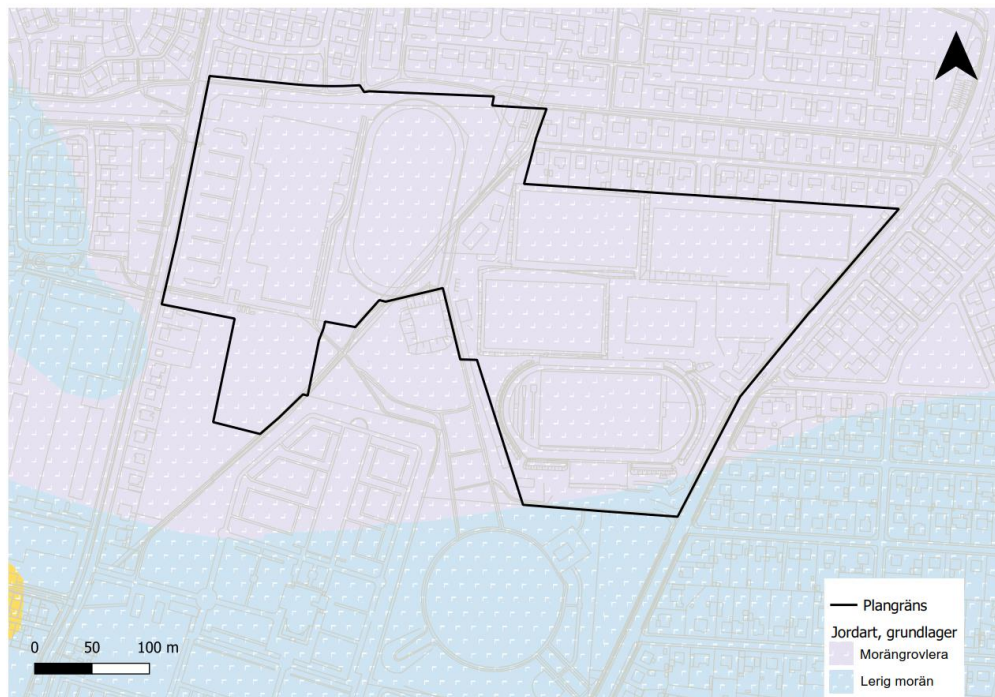 Plangräns
Jordart, grundlager
Morängrovlera
Lerig morän
0 50 100 m